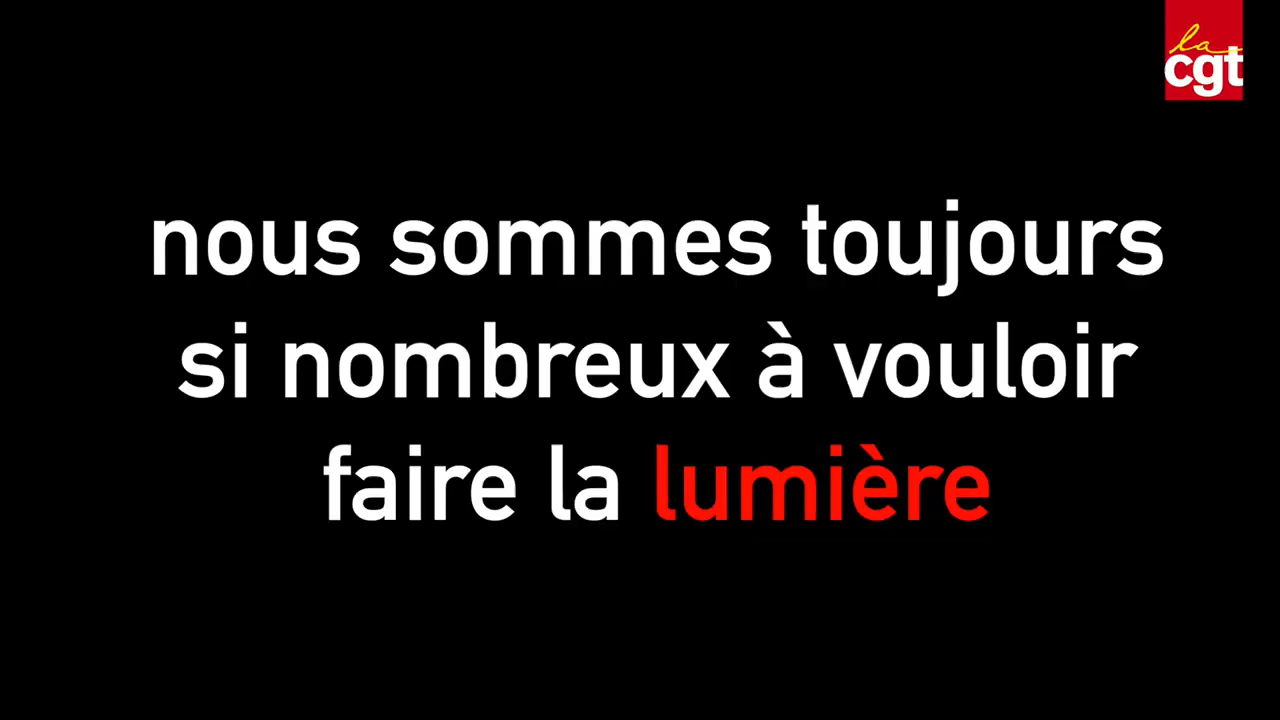 la
cgt
nous sommes toujours
si nombreux à vouloir
faire la lumière